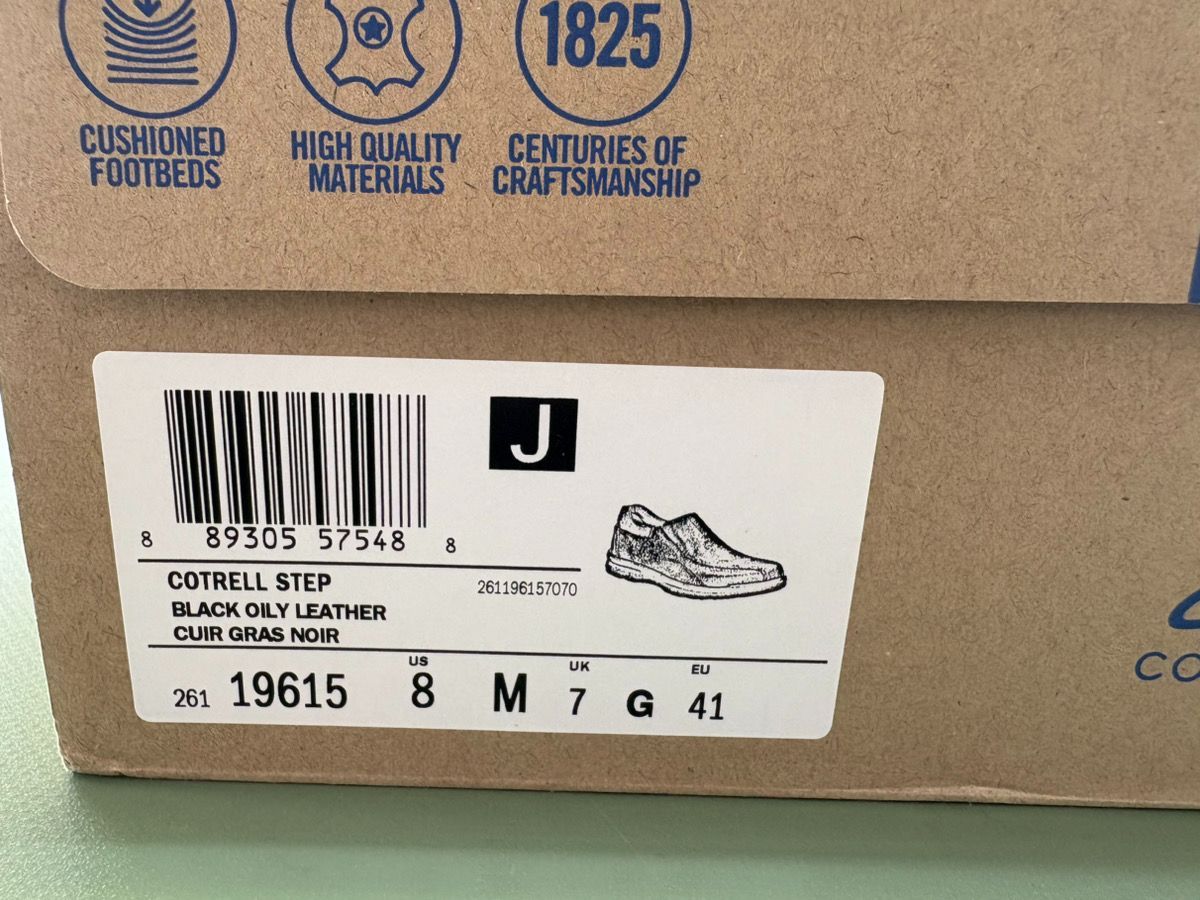 1825
CUSHIONED
FOOTBEDS
HIGH QUALITY
MATERIALS
CENTURIES OF
CRAFTSMANSHIP
J
8 89305 57548 8
COTRELL STEP
261196157070
BLACK OILY LEATHER
CUIR GRAS NOIR
US UK EU
261 19615 8 M 7 G 41
CO